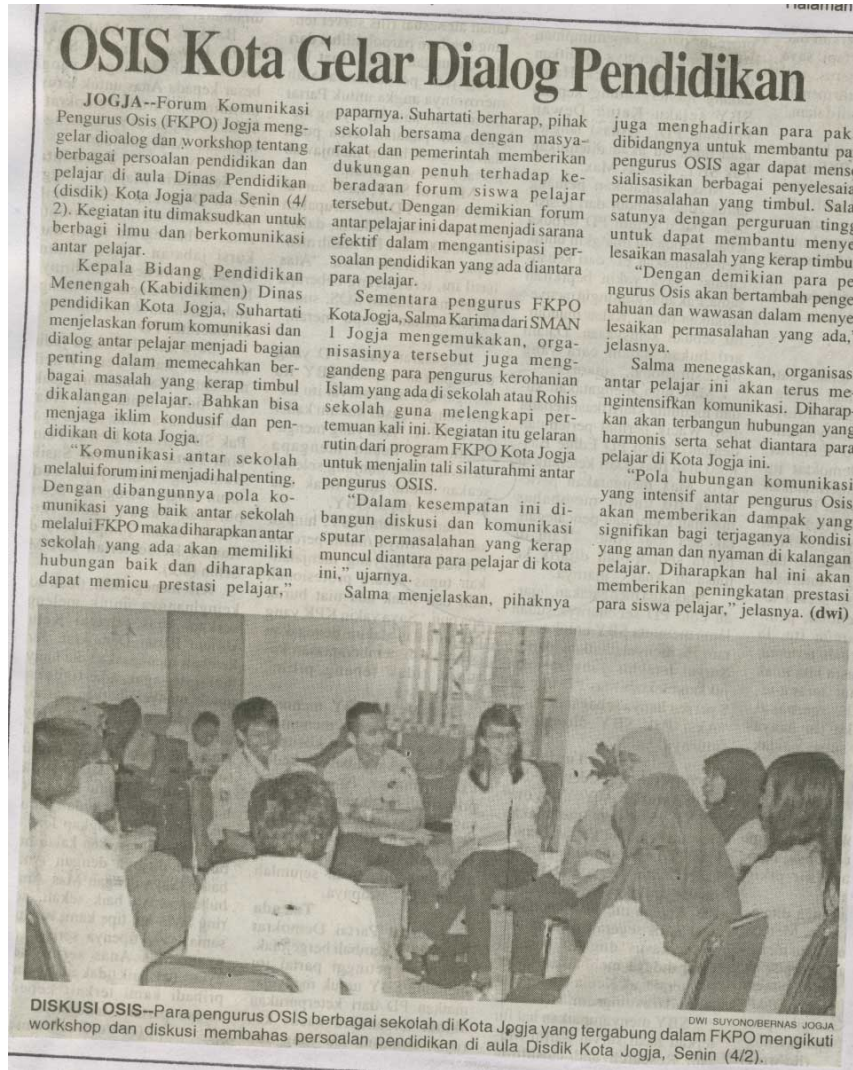 Halaman
OSIS Kota Gelar Dialog Pendidikan
JOGJA--Forum Komunikasi
Pengurus Osis (FKPO) Jogja meng-
gelar dioalog dan workshop tentang
berbagai persoalan pendidikan dan
pelajar di aula Dinas Pendidikan
(disdik) Kota Jogja pada Senin (4/
2). Kegiatan itu dimaksudkan untuk
berbagi ilmu dan berkomunikasi
antar pelajar.
Kepala Bidang Pendidikan
Menengah (Kabidikmen) Dinas
pendidikan Kota Jogja, Suhartati
menjelaskan forum komunikasi dan
dialog antar pelajar menjadi bagian
penting dalam memecahkan ber-
bagai masalah yang kerap timbul
dikalangan pelajar. Bahkan bisa
menjaga iklim kondusif dan pen-
didikan di kota Jogja.
“Komunikasi antar sekolah
melalui forum ini menjadi hal penting.
Dengan dibangunnya pola ko-
munikasi yang baik antar sekolah
melalui FKPO maka diharapkan antar
sekolah yang ada akan memiliki
hubungan baik dan diharapkan
dapat memicu prestasi pelajar,”
paparnya. Suhartati berharap, pihak
sekolah bersama dengan masya-
rakat dan pemerintah memberikan
dukungan penuh terhadap ke-
beradaan forum siswa pelajar
tersebut. Dengan demikian forum
antar pelajar ini dapat menjadi sarana
efektif dalam mengantisipasi per-
soalan pendidikan yang ada diantara
para pelajar.
Sementara pengurus FKPO
Kota Jogja, Salma Karima dari SMAN
1 Jogja mengemukakan, orga-
nisasinya tersebut juga meng-
gandeng para pengurus kerohanian
Islam yang ada di sekolah atau Rohis
sekolah guna melengkapi per-
temuan kali ini. Kegiatan itu gelaran
rutin dari program FKPO Kota Jogja
untuk menjalin tali silaturahmi antar
pengurus OSIS.
“Dalam kesempatan ini di-
bangun diskusi dan komunikasi
sputar permasalahan yang kerap
muncul diantara para pelajar di kota
ini,” ujarnya.
Salma menjelaskan, pihaknya
juga menghadirkan para pak
dibidangnya untuk membantu pa
pengurus OSIS agar dapat menso
sialisasikan berbagai penyelesaia
permasalahan yang timbul. Sala
satunya dengan perguruan tingg
untuk dapat membantu menye
lesaikan masalah yang kerap timbu
“Dengan demikian para pe
ngurus Osis akan bertambah penge
tahuan dan wawasan dalam menye
lesaikan permasalahan yang ada,”
jelasnya.
Salma menegaskan, organisas
antar pelajar ini akan terus me
ngintensifkan komunikasi. Diharap-
kan akan terbangun hubungan yang
harmonis serta sehat diantara para
pelajar di Kota Jogja ini.
“Pola hubungan komunikasi
yang intensif antar pengurus Osis
akan memberikan dampak yang
signifikan bagi terjaganya kondisi
yang aman dan nyaman di kalangan
pelajar. Diharapkan hal ini akan
memberikan peningkatan prestasi
para siswa pelajar,” jelasnya. (dwi)
DWI SUYONO/BERNAS JOGJA
DISKUSI OSIS--Para pengurus OSIS berbagai sekolah di Kota Jogja yang tergabung dalam FKPO mengikuti
workshop dan diskusi membahas persoalan pendidikan di aula Disdik Kota Jogja, Senin (4/2).